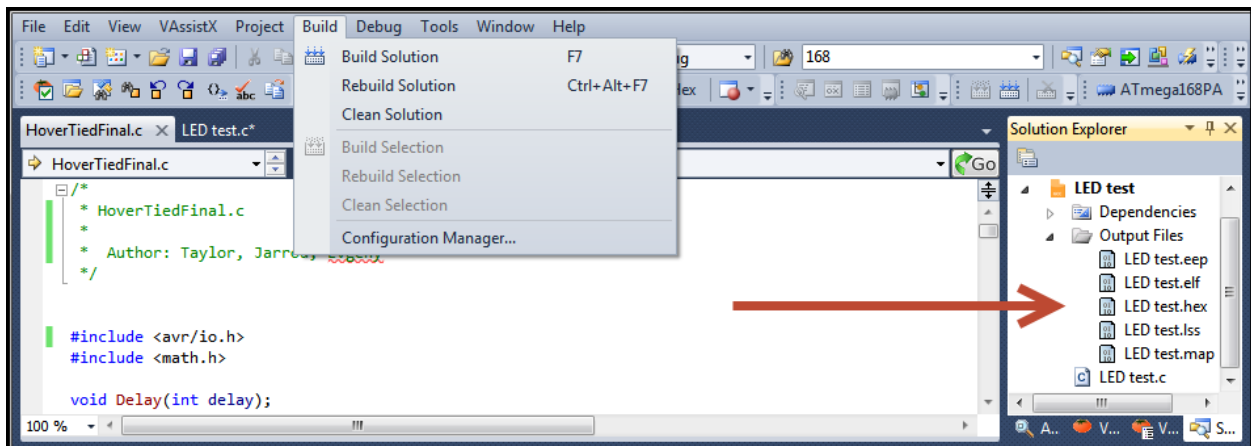 File Edit View VAssistX Project Build Debug Tools Window Help
Build Solution F7
168
Rebuild Solution Ctrl+Alt+F7
ATmega168PA
Clean Solution
HoverTiedFinal.c LED test.c*
Build Selection
Solution Explorer
HoverTiedFinal.c
Go
Rebuild Selection
Clean Selection
Configuration Manager...
/*
* HoverTiedFinal.c
*
* Author: Taylor, Jarrod, Evgeny
*/
#include <avr/io.h>
#include <math.h>
void Delay(int delay);
100 %
LED test
Dependencies
Output Files
LED test.eep
LED test.elf
LED test.hex
LED test.lss
LED test.map
LED test.c
A... V... V... S...